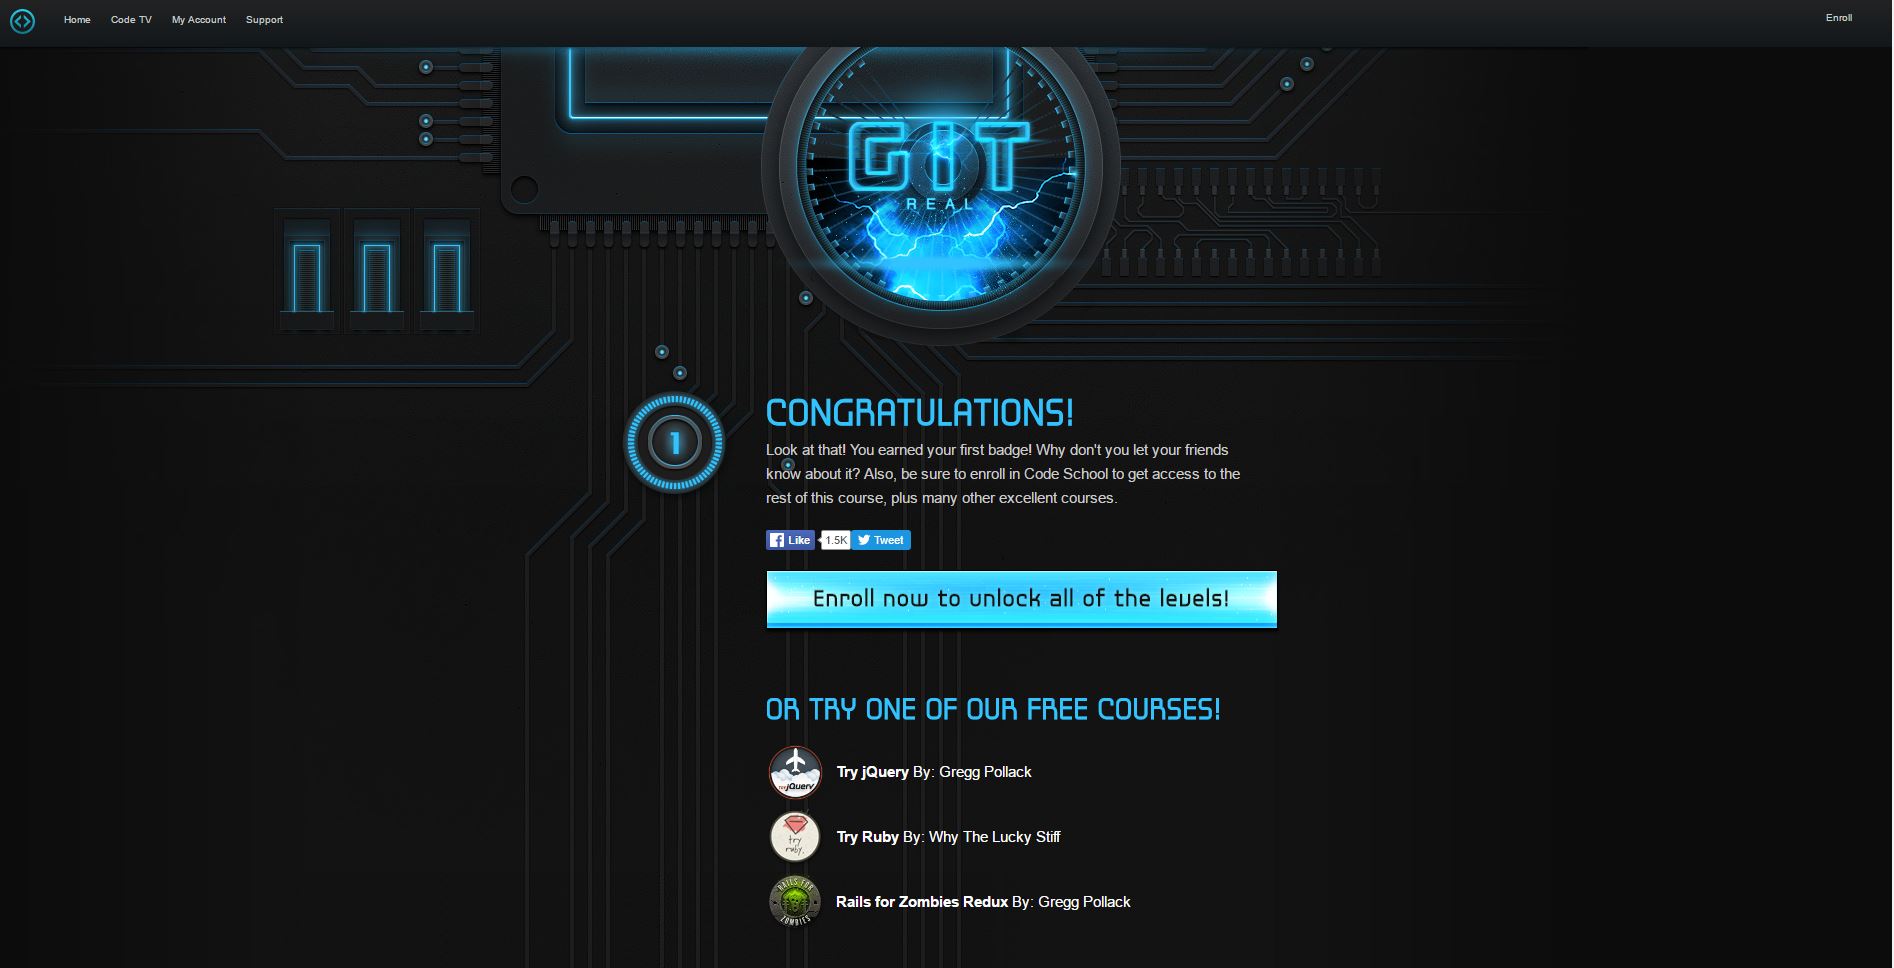 Home Code TV My Account Support Enroll
GIT
REAL
1
CONGRATULATIONS!
Look at that! You earned your first badge! Why don't you let your friends
know about it? Also, be sure to enroll in Code School to get access to the
rest of this course, plus many other excellent courses.
Like 1.5K Tweet
Enroll now to unlock all of the levels!
OR TRY ONE OF OUR FREE COURSES!
TRY jQuery
Try jQuery By: Gregg Pollack
try
ruby.
Try Ruby By: Why The Lucky Stiff
RAILS FOR
ZOMBIES
Rails for Zombies Redux By: Gregg Pollack